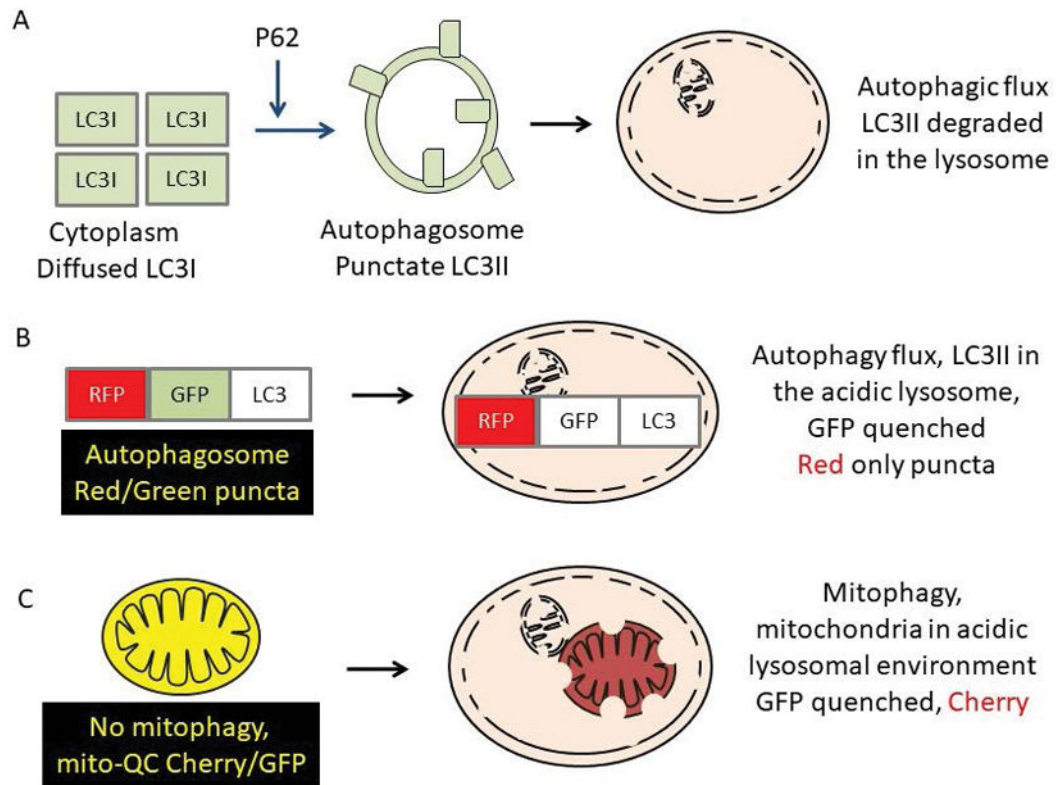 A
P62
LC3I LC3I
LC3I LC3I
Cytoplasm
Diffused LC3I
Autophagosome
Punctate LC3II
Autophagic flux
LC3II degraded
in the lysosome
B
RFP GFP LC3
Autophagosome
Red/Green puncta
RFP GFP LC3
Autophagy flux, LC3II in
the acidic lysosome,
GFP quenched
Red only puncta
C
No mitophagy,
mito-QC Cherry/GFP
Mitophagy,
mitochondria in acidic
lysosomal environment
GFP quenched, Cherry